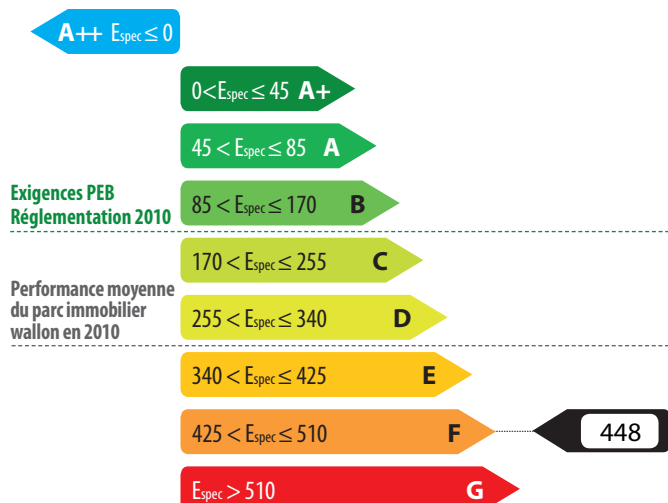 A++ Espec ≤ 0
0<Espec ≤ 45 A+
45 < Espec ≤ 85 A
Exigences PEB
Réglementation 2010
85 < Espec ≤ 170 B
170 < Espec ≤ 255 C
Performance moyenne
du parc immobilier
wallon en 2010
255 < Espec ≤ 340 D
340 < Espec ≤ 425 E
425 < Espec ≤ 510 F 448
Espec > 510 G